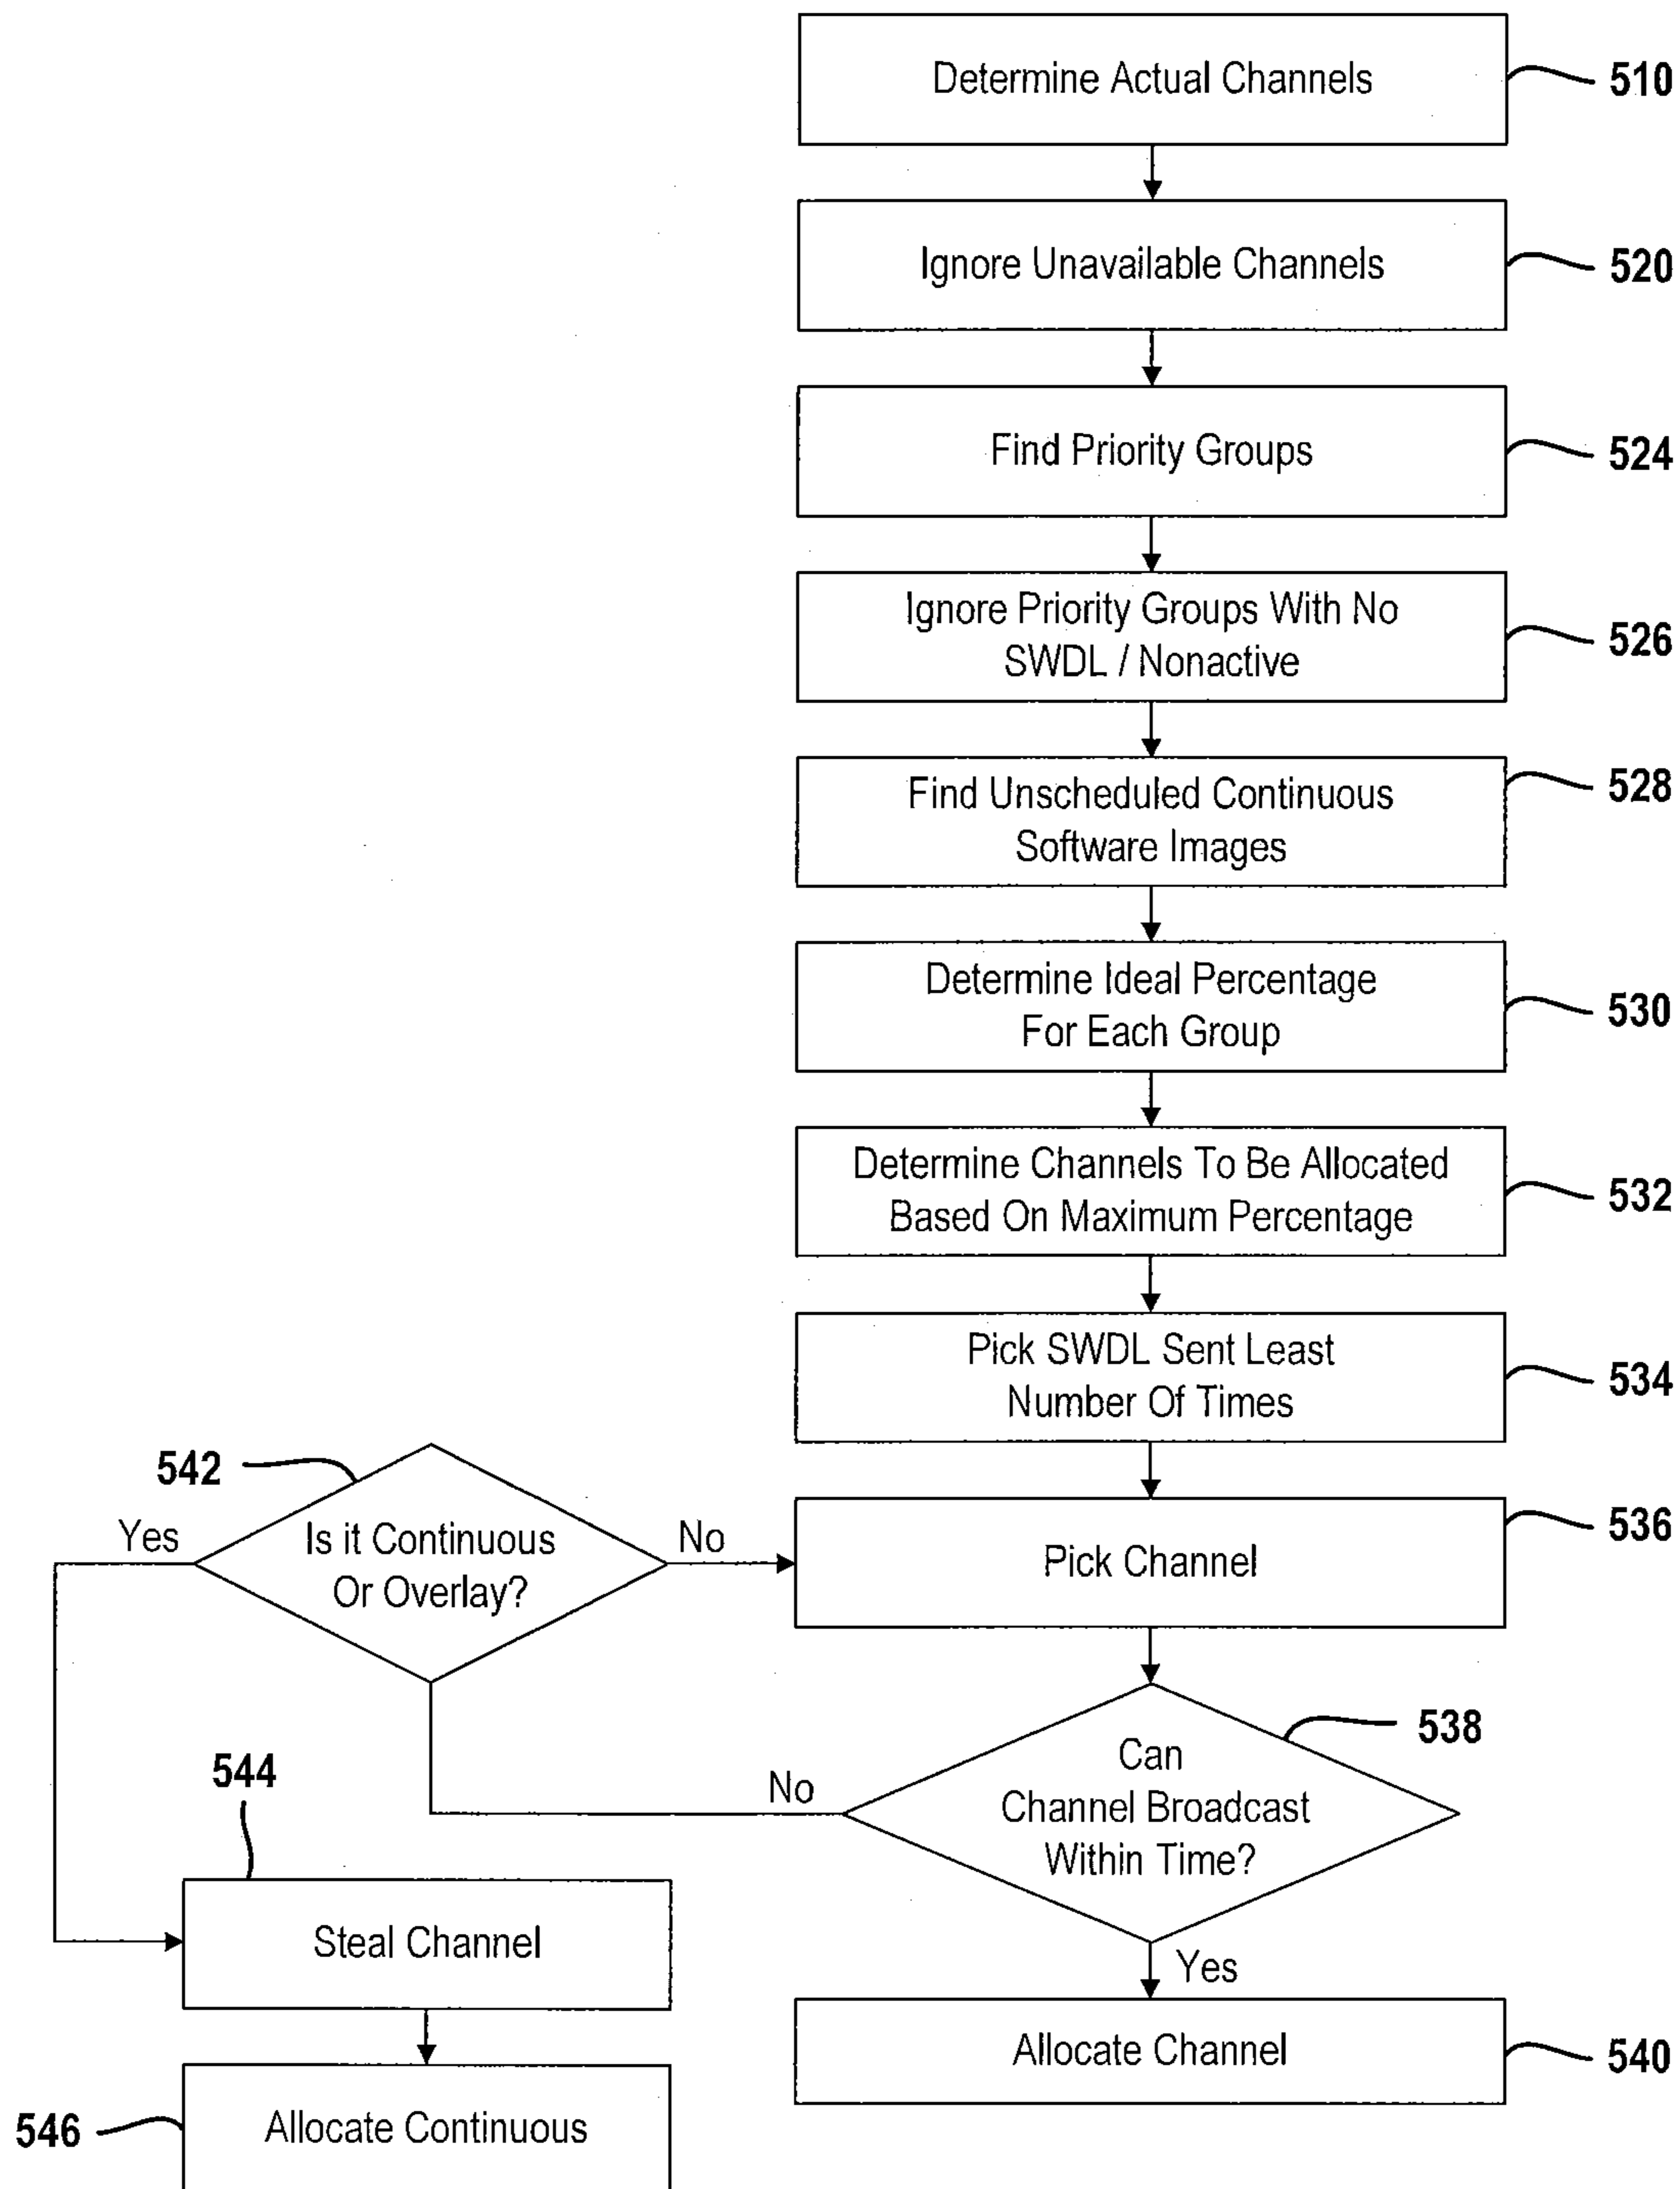 Determine Actual Channels
510
Ignore Unavailable Channels
520
Find Priority Groups
524
Ignore Priority Groups With No
SWDL / Nonactive
526
Find Unscheduled Continuous
Software Images
528
Determine Ideal Percentage
For Each Group
530
Determine Channels To Be Allocated
Based On Maximum Percentage
532
Pick SWDL Sent Least
Number Of Times
534
542
Yes
Is it Continuous
Or Overlay?
No
Pick Channel
536
Can
Channel Broadcast
Within Time?
538
No
Yes
544
Steal Channel
Allocate Channel
540
546
Allocate Continuous